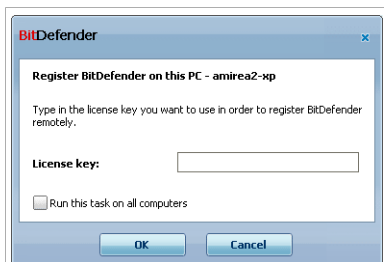 BitDefender
Register BitDefender on this PC - amirea2-xp
Type in the license key you want to use in order to register BitDefender
remotely.
License key:
Run this task on all computers
OK Cancel